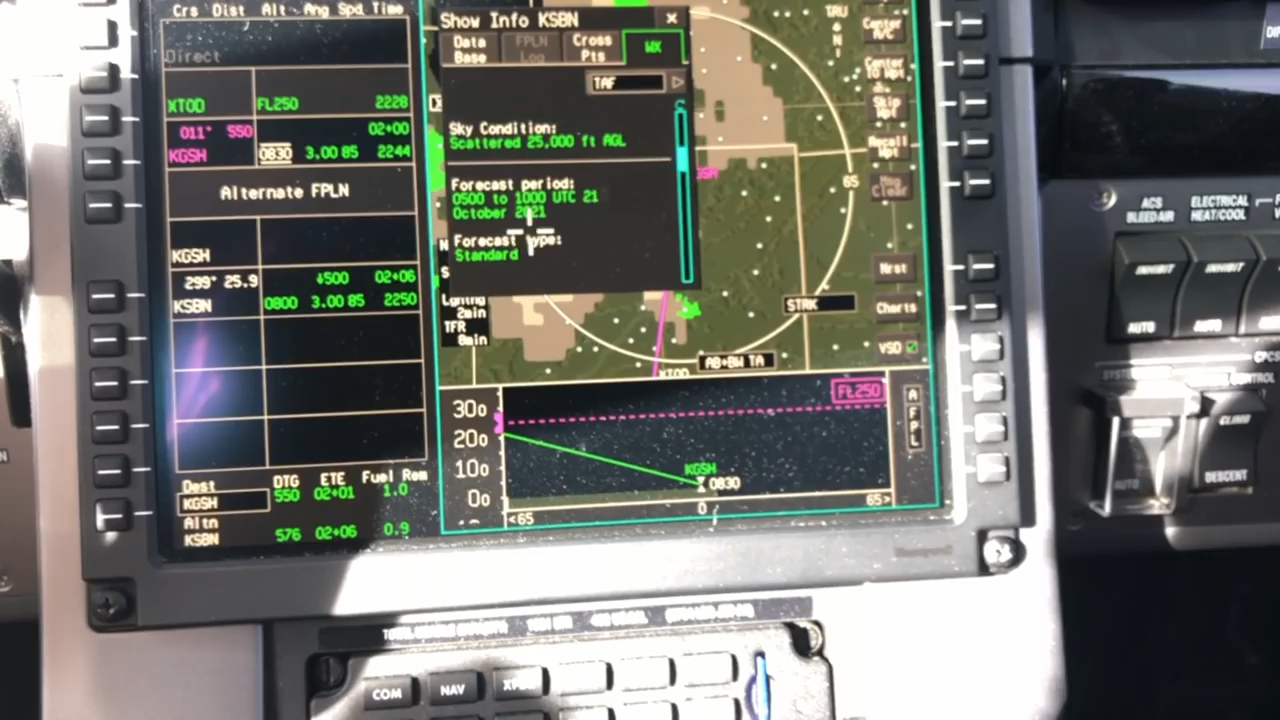 Crs Dist Alt Ang Spd Time
Direct
XTOD FL250 2228
011° 550 02+00
KGSH 0830 3.00 85 2244
Alternate FPLN
KGSH
299° 25.9 +500 02+06
KSBN 0800 3.00 85 2250
Dest DTG ETE Fuel Rem
KGSH 550 02+01 1.0
Altn
KSBN 576 02+06 0.9
Show Info KSBN
Data Base
FPLN Log
Cross Pts
WX
TAF
Sky Condition:
Scattered 25,000 ft AGL
Forecast period:
0500 to 1000 UTC 21
October 2021
Forecast type:
Standard
Lghtng
2min
TFR
8min
TRU
Center
A/C
Center
To Wpt
Skip
Wpt
Recall
Wpt
Msg
Clear
65
Nrst
STRK
Charts
VSD
AB+BW TA
XTOD
FL250
300
200
100
00
KGSH
0830
<65
0
65>
A
F
P
L
ACS
BLEED AIR
ELECTRICAL
HEAT/COOL
INHIBIT
INHIBIT
AUTO
AUTO
CONTROL
CLIMB
DESCENT
AUTO
COM
NAV